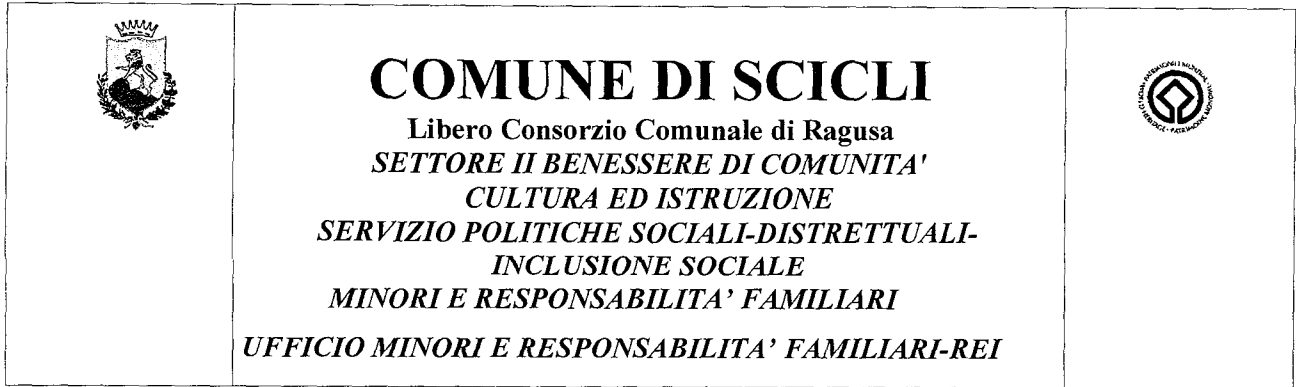 COMUNE DI SCICLI
Libero Consorzio Comunale di Ragusa
SETTORE II BENESSERE DI COMUNITA'
CULTURA ED ISTRUZIONE
SERVIZIO POLITICHE SOCIALI-DISTRETTUALI-
INCLUSIONE SOCIALE
MINORI E RESPONSABILITA’ FAMILIARI
UFFICIO MINORI E RESPONSABILITA’ FAMILIARI-REI